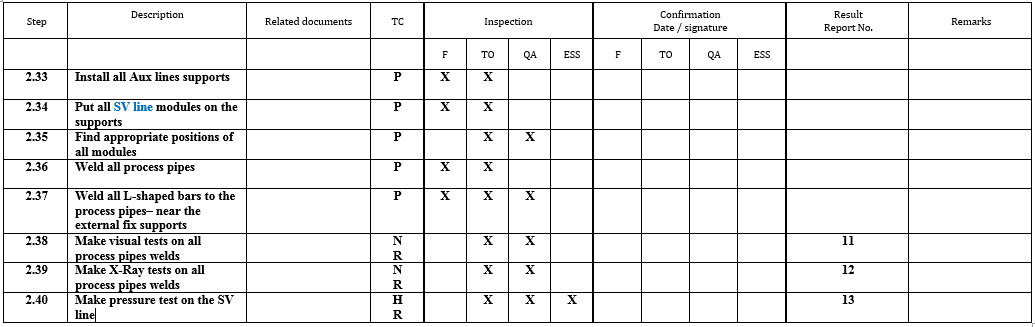 Step Description Related documents TC Inspection Confirmation Date / signature Result Report No. Remarks
F TO QA ESS F TO QA ESS
2.33 Install all Aux lines supports P X X
2.34 Put all SV line modules on the P X X
supports
2.35 Find appropriate positions of P X X
all modules
2.36 Weld all process pipes P X X
2.37 Weld all L-shaped bars to the P X X X
process pipes– near the
external fix supports
2.38 Make visual tests on all N X X 11
process pipes welds R
2.39 Make X-Ray tests on all N X X 12
process pipes welds R
2.40 Make pressure test on the SV H X X X 13
line R